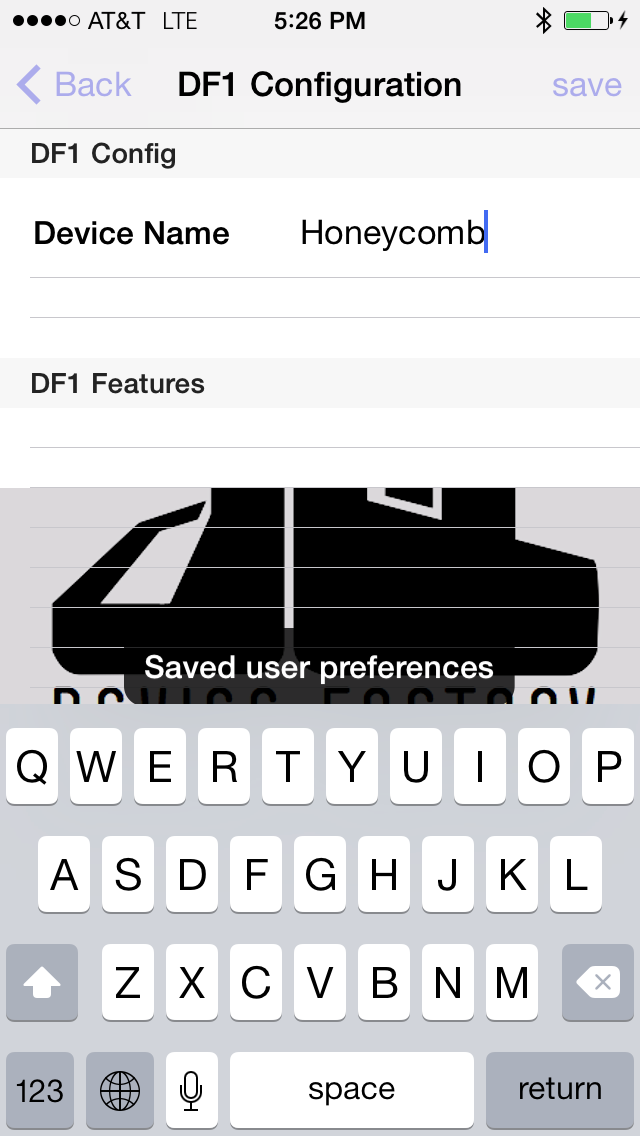 AT&T LTE 5:26 PM
Back DF1 Configuration save
DF1 Config
Device Name Honeycomb
DF1 Features
Saved user preferences
Q W E R T Y U I O P
A S D F G H J K L
Z X C V B N M
123 space return